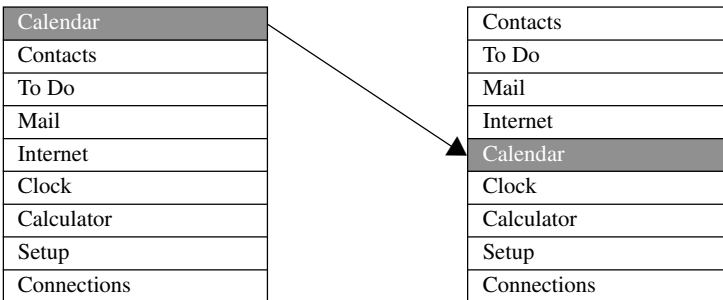 Calendar
Contacts
To Do
Mail
Internet
Clock
Calculator
Setup
Connections
Contacts
To Do
Mail
Internet
Calendar
Clock
Calculator
Setup
Connections